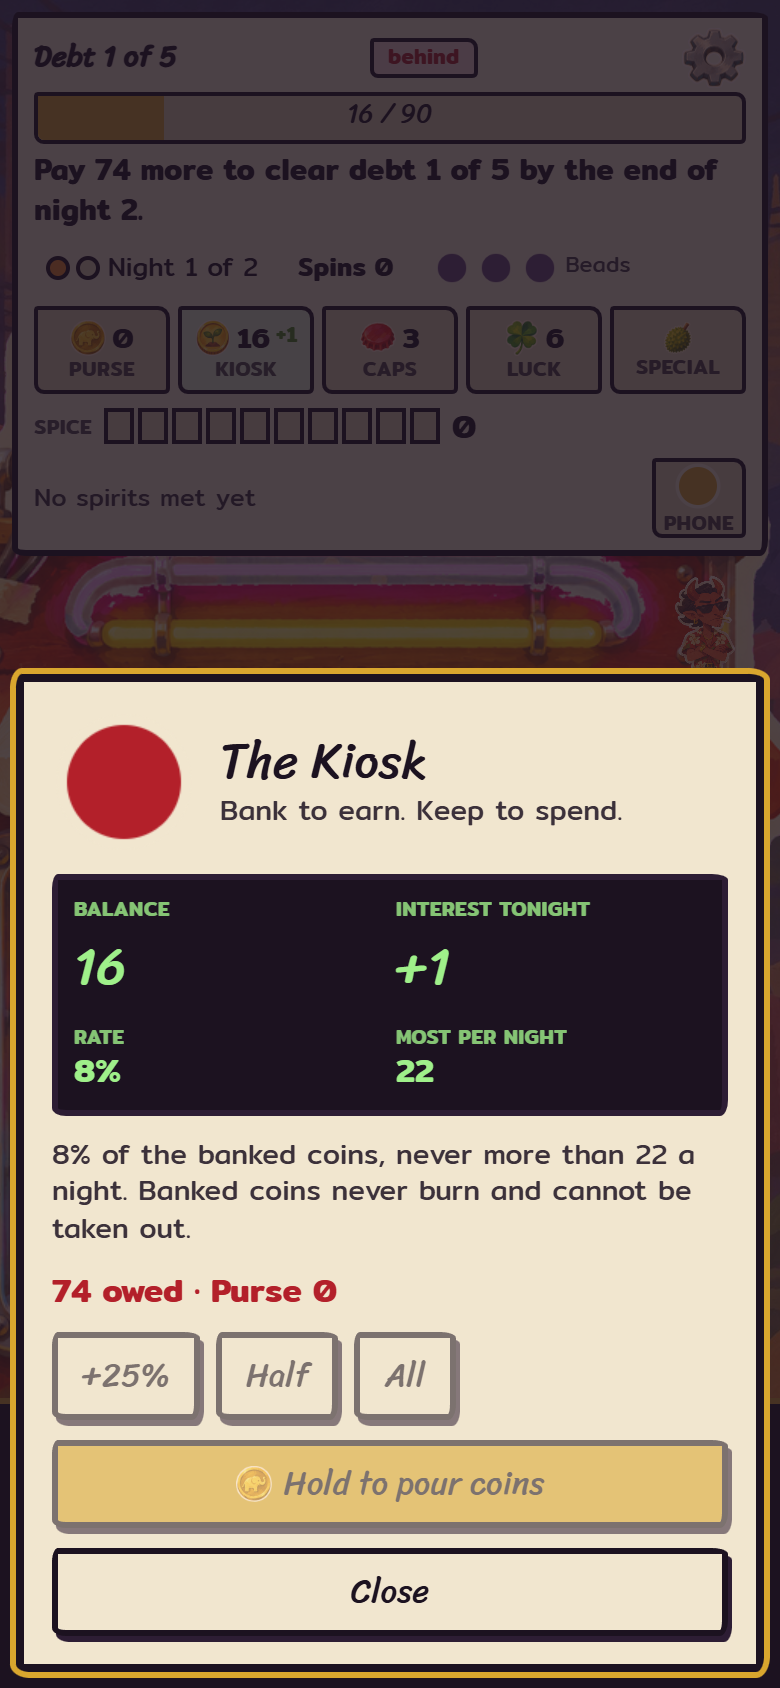 Debt 1 of 5
behind
16 / 90
Pay 74 more to clear debt 1 of 5 by the end of
night 2.
Night 1 of 2 Spins 0 Beads
0 16 +1 3 6
PURSE KIOSK CAPS LUCK SPECIAL
SPICE 0
No spirits met yet
PHONE
The Kiosk
Bank to earn. Keep to spend.
BALANCE INTEREST TONIGHT
16 +1
RATE MOST PER NIGHT
8% 22
8% of the banked coins, never more than 22 a
night. Banked coins never burn and cannot be
taken out.
74 owed · Purse 0
+25% Half All
Hold to pour coins
Close